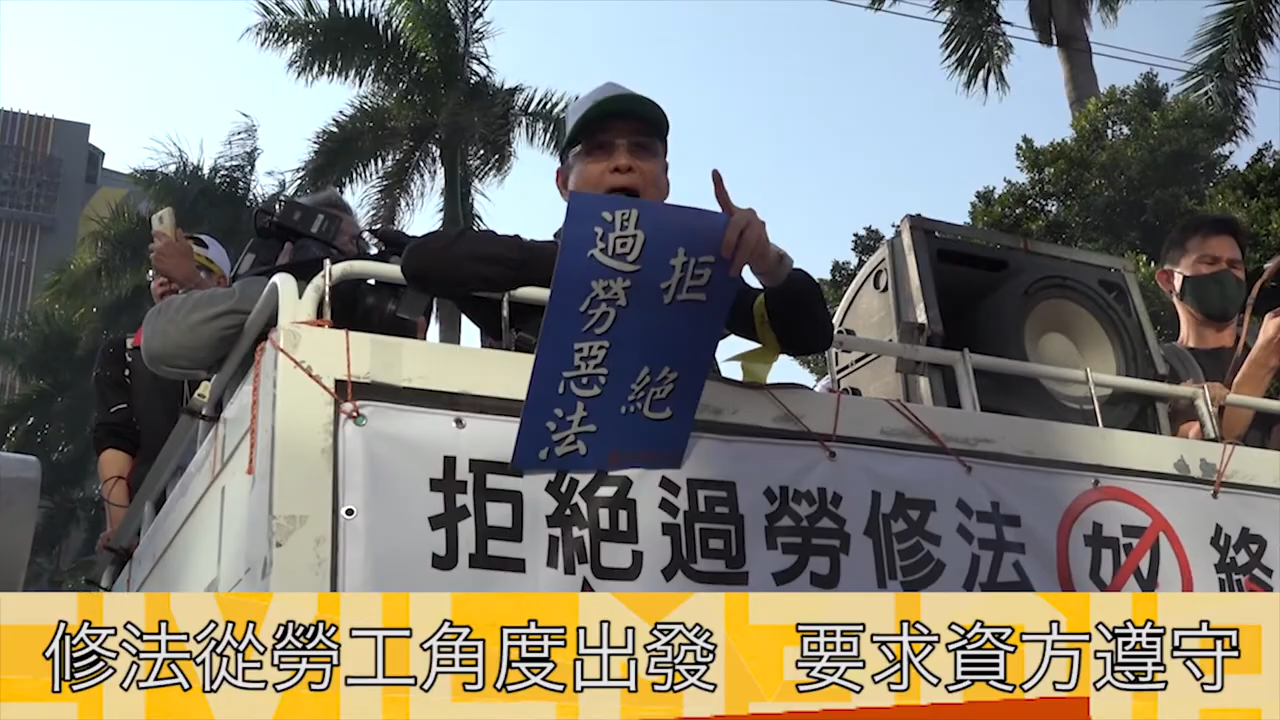 拒絕
過勞惡法
拒絕過勞修法 奴 終
修法從勞工角度出發 要求資方遵守